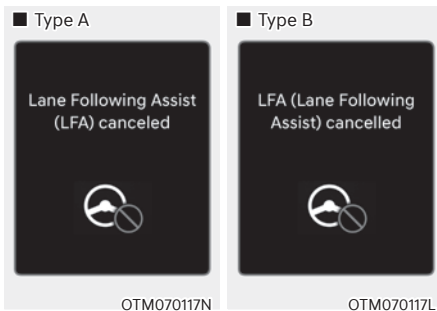 ■ Type A
Lane Following Assist
(LFA) canceled
OTM070117N
■ Type B
LFA (Lane Following
Assist) cancelled
OTM070117L